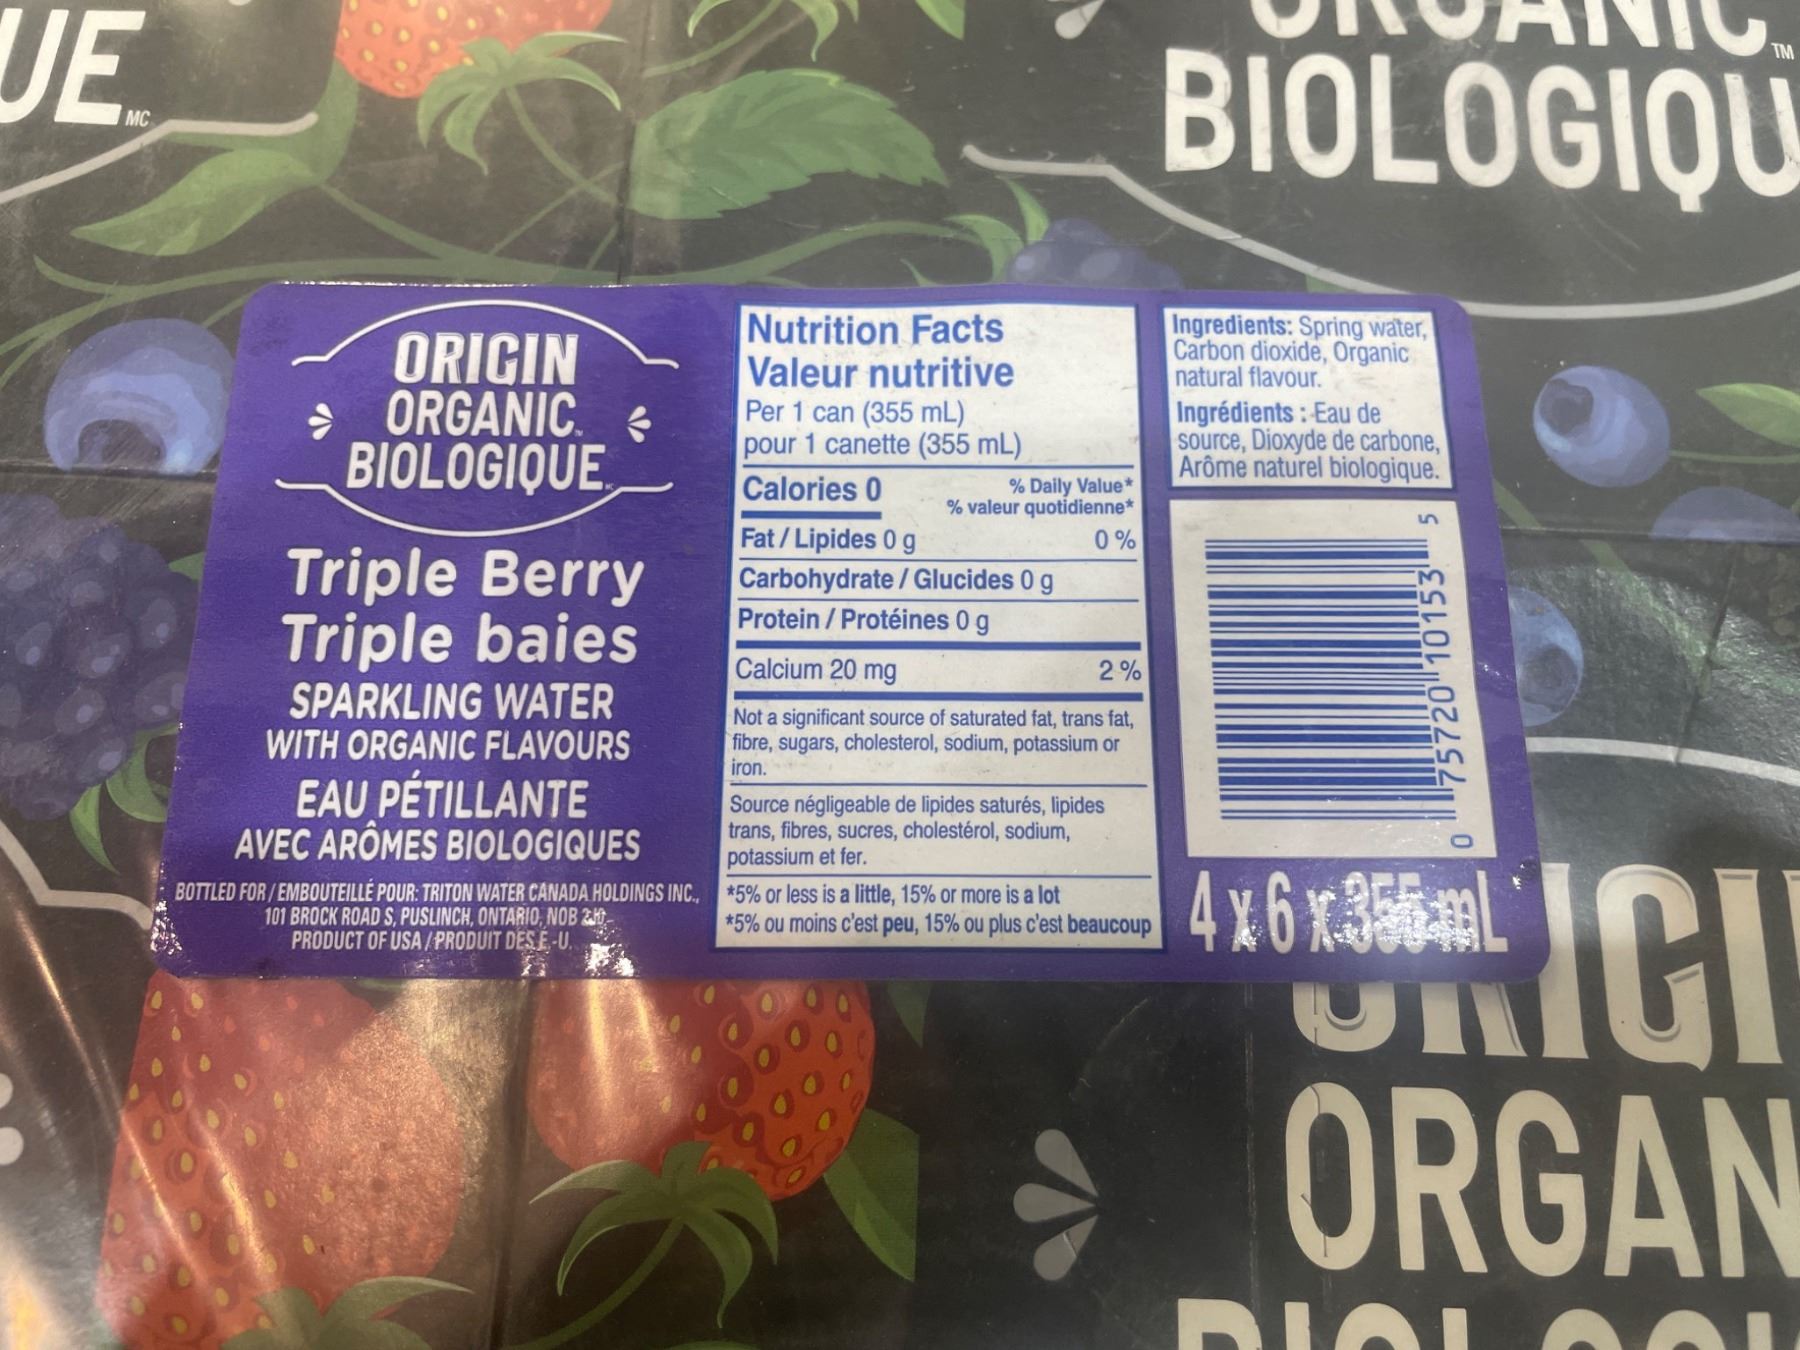 UE MC
ORGANIC TM
BIOLOGIQU
ORIGIN
ORGANIC TM
BIOLOGIQUE MC
Triple Berry
Triple baies
SPARKLING WATER
WITH ORGANIC FLAVOURS
EAU PÉTILLANTE
AVEC ARÔMES BIOLOGIQUES
BOTTLED FOR / EMBOUTEILLÉ POUR: TRITON WATER CANADA HOLDINGS INC.,
101 BROCK ROAD S, PUSLINCH, ONTARIO, N0B
PRODUCT OF USA / PRODUIT DES É.-U.
Nutrition Facts
Valeur nutritive
Per 1 can (355 mL)
pour 1 canette (355 mL)
Calories 0
% Daily Value*
% valeur quotidienne*
Fat / Lipides 0 g 0 %
Carbohydrate / Glucides 0 g
Protein / Protéines 0 g
Calcium 20 mg 2 %
Not a significant source of saturated fat, trans fat,
fibre, sugars, cholesterol, sodium, potassium or
iron.
Source négligeable de lipides saturés, lipides
trans, fibres, sucres, cholestérol, sodium,
potassium et fer.
*5% or less is a little, 15% or more is a lot
*5% ou moins c'est peu, 15% ou plus c'est beaucoup
Ingredients: Spring water,
Carbon dioxide, Organic
natural flavour.
Ingrédients : Eau de
source, Dioxyde de carbone,
Arôme naturel biologique.
0 75720 10153 5
4 x 6 x 355 mL
ORIGI
ORGAN